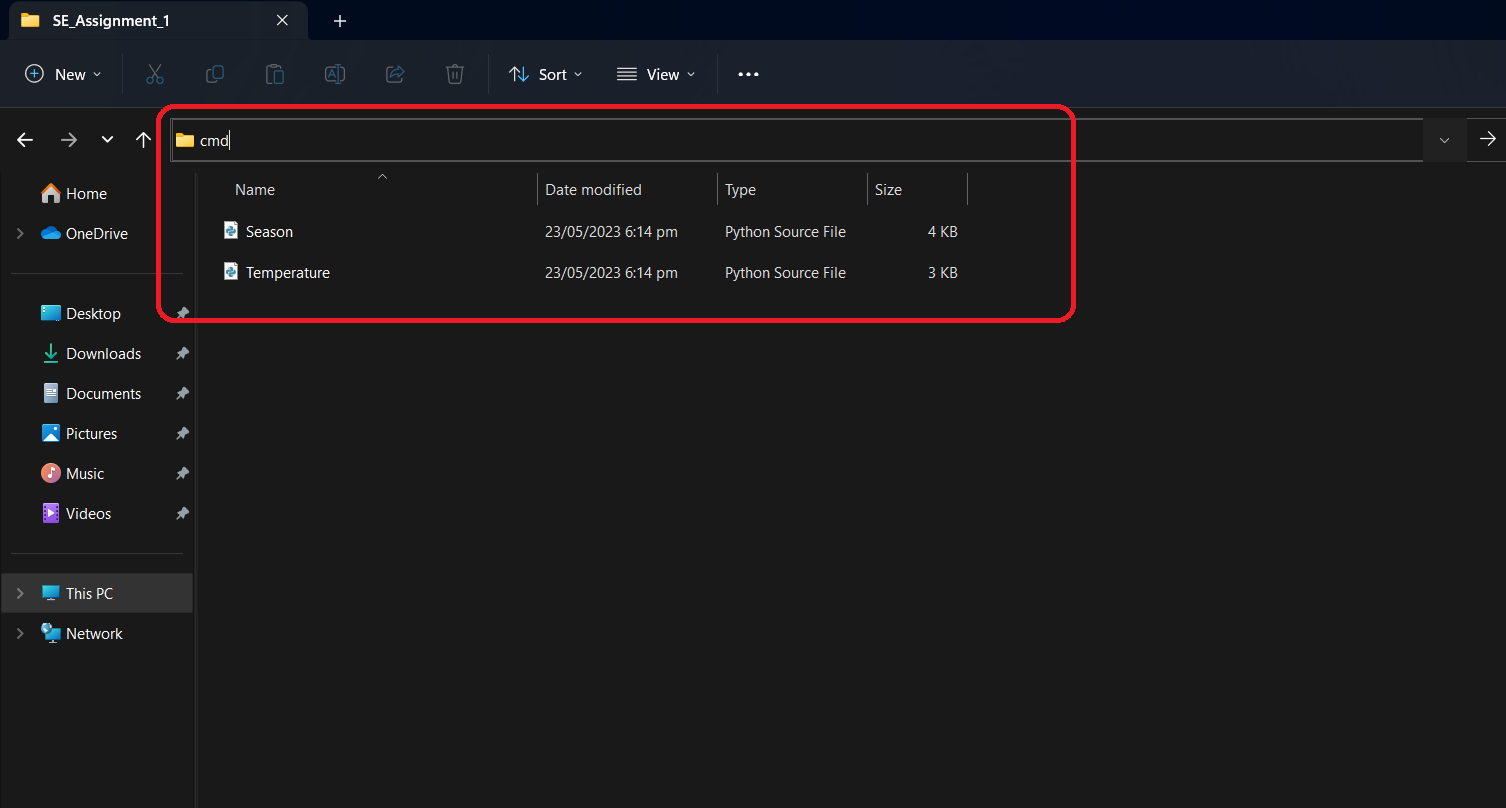 SE_Assignment_1
New
Sort
View
cmd
Name Date modified Type Size
Season 23/05/2023 6:14 pm Python Source File 4 KB
Temperature 23/05/2023 6:14 pm Python Source File 3 KB
Home
OneDrive
Desktop
Downloads
Documents
Pictures
Music
Videos
This PC
Network